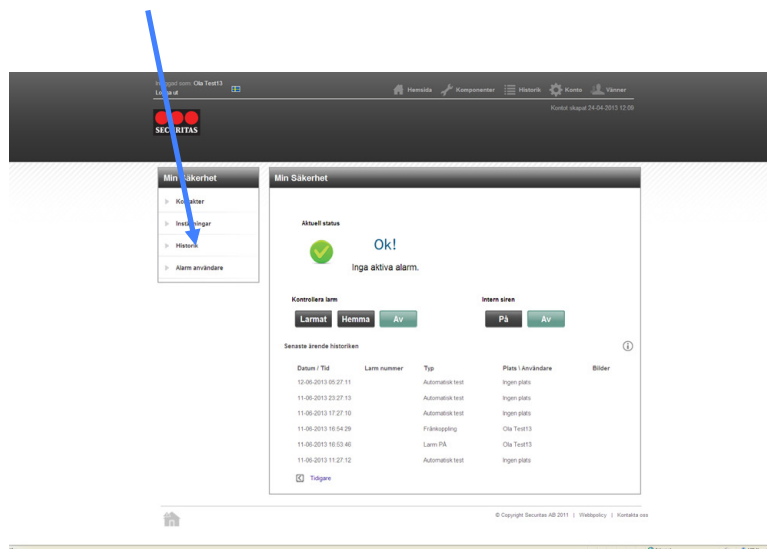 Inloggad som: Ola Test13
Logga ut
Hemsida Komponenter Historik Konto Vänner
Kontot skapat 24-04-2013 12:09
SECURITAS
Min Säkerhet
Kontakter
Inställningar
Historik
Alarm användare
Min Säkerhet
Aktuell status
Ok!
Inga aktiva alarm.
Kontrollera larm Intern siren
Larmat Hemma Av På Av
Senaste ärende historiken
Datum / Tid Larm nummer Typ Plats \ Användare Bilder
12-06-2013 05:27:11 Automatisk test Ingen plats
11-06-2013 23:27:13 Automatisk test Ingen plats
11-06-2013 17:27:10 Automatisk test Ingen plats
11-06-2013 16:54:29 Frånkoppling Ola Test13
11-06-2013 16:53:46 Larm PÅ Ola Test13
11-06-2013 11:27:12 Automatisk test Ingen plats
Tidigare
© Copyright Securitas AB 2011 | Webbpolicy | Kontakta oss